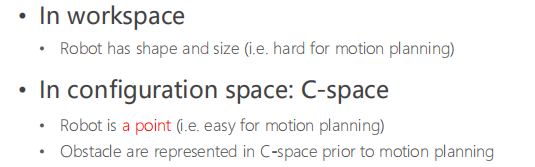 • In workspace
• Robot has shape and size (i.e. hard for motion planning)
• In configuration space: C-space
• Robot is a point (i.e. easy for motion planning)
• Obstacle are represented in C-space prior to motion planning